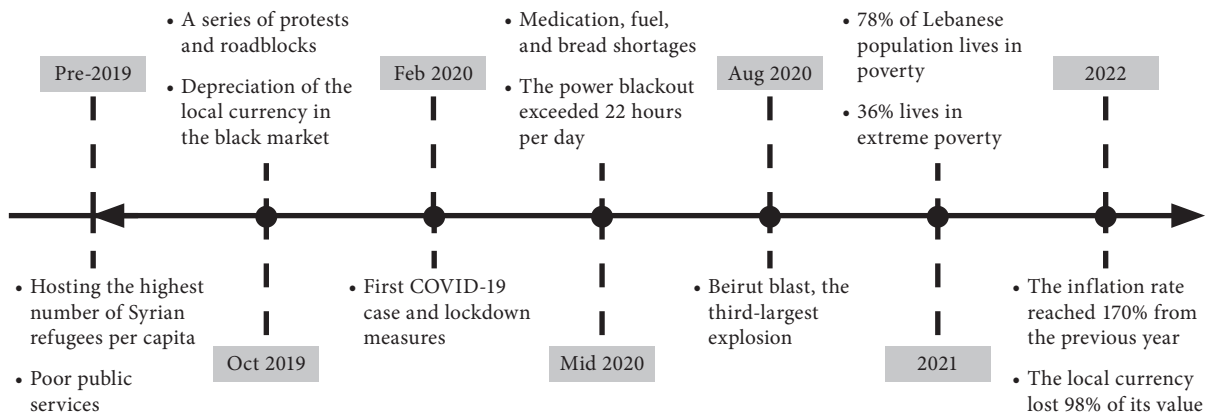 Pre-2019
• Hosting the highest
number of Syrian
refugees per capita
• Poor public
services
• A series of protests
and roadblocks
• Depreciation of the
local currency in
the black market
Oct 2019
Feb 2020
• First COVID-19
case and lockdown
measures
• Medication, fuel,
and bread shortages
• The power blackout
exceeded 22 hours
per day
Mid 2020
Aug 2020
• Beirut blast, the
third-largest
explosion
• 78% of Lebanese
population lives in
poverty
• 36% lives in
extreme poverty
2021
2022
• The inflation rate
reached 170% from
the previous year
• The local currency
lost 98% of its value